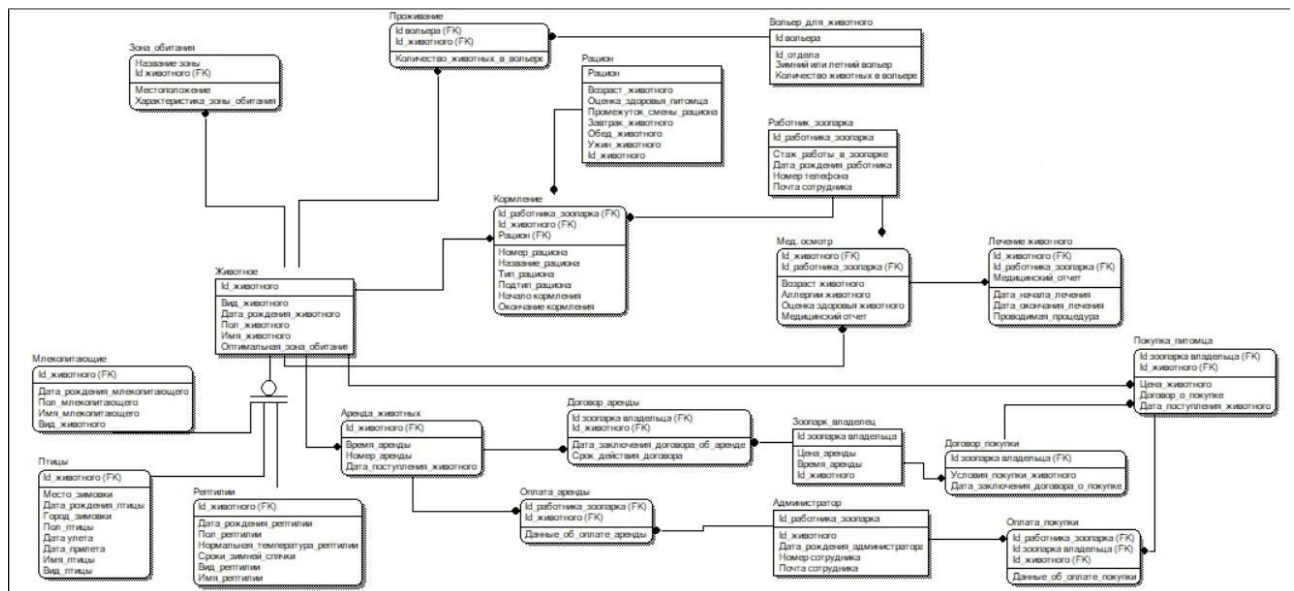 Проживание
Id вольера (FK)
Id_животного (FK)
Количество_животных_в_вольере
Вольер_для_животного
Id вольера
Id_отдела
Зимний или летний вольер
Количество животных в вольере
Зона_обитания
Название зоны
Id животного (FK)
Местоположение
Характеристика_зоны_обитания
Рацион
Рацион
Возраст_животного
Оценка_здоровья_питомца
Промежуток_смены_рациона
Завтрак_животного
Обед_животного
Ужин_животного
Id_животного
Работник_зоопарка
Id_работника_зоопарка
Стаж_работы_в_зоопарке
Дата_рождения_работника
Номер телефона
Почта сотрудника
Кормление
Id_работника_зоопарка (FK)
Id_животного (FK)
Рацион (FK)
Номер_рациона
Название_рациона
Тип_рациона
Подтип_рациона
Начало кормления
Окончание кормления
Мед. осмотр
Id_животного (FK)
Id_работника_зоопарка (FK)
Возраст животного
Аллергии животного
Оценка здоровья животного
Медицинский отчет
Лечение животного
Id_животного (FK)
Id_работника_зоопарка (FK)
Медицинский_отчет
Дата_начала_лечения
Дата_окончания_лечения
Проводимая_процедура
Животное
Id_животного
Вид_животного
Дата_рождения_животного
Пол_животного
Имя_животного
Оптимальная_зона_обитания
Млекопитающие
Id_животного (FK)
Дата_рождения_млекопитающего
Пол_млекопитающего
Имя_млекопитающего
Вид_животного
Покупка_питомца
Id зоопарка владельца (FK)
Id_животного (FK)
Цена_животного
Договор_о_покупке
Дата_поступления_животного
Аренда_животных
Id_животного (FK)
Время_аренды
Номер_аренды
Дата_поступления_животного
Договор_аренды
Id зоопарка владельца (FK)
Id_животного (FK)
Дата_заключения_договора_об_аренде
Срок_действия_договора
Зоопарк_владелец
Id зоопарка владельца
Цена_аренды
Время_аренды
Id_животного
Договор_покупки
Id зоопарка владельца (FK)
Условия_покупки_животного
Дата_заключения_договора_о_покупке
Птицы
Id_животного (FK)
Место_зимовки
Дата_рождения_птицы
Город_зимовки
Пол_птицы
Дата улета
Дата_прилета
Имя_птицы
Вид_птицы
Рептилии
Id_животного (FK)
Дата_рождения_рептилии
Пол_рептилии
Нормальная_температура_рептилии
Сроки_зимней_спячки
Вид_рептилии
Имя_рептилии
Оплата_аренды
Id_работника_зоопарка (FK)
Id_животного (FK)
Данные_об_оплате_аренды
Администратор
Id_работника_зоопарка
Id_животного
Дата_рождения_администратора
Номер сотрудника
Почта сотрудника
Оплата_покупки
Id_работника_зоопарка (FK)
Id зоопарка владельца (FK)
Id_животного (FK)
Данные_об_оплате_покупки